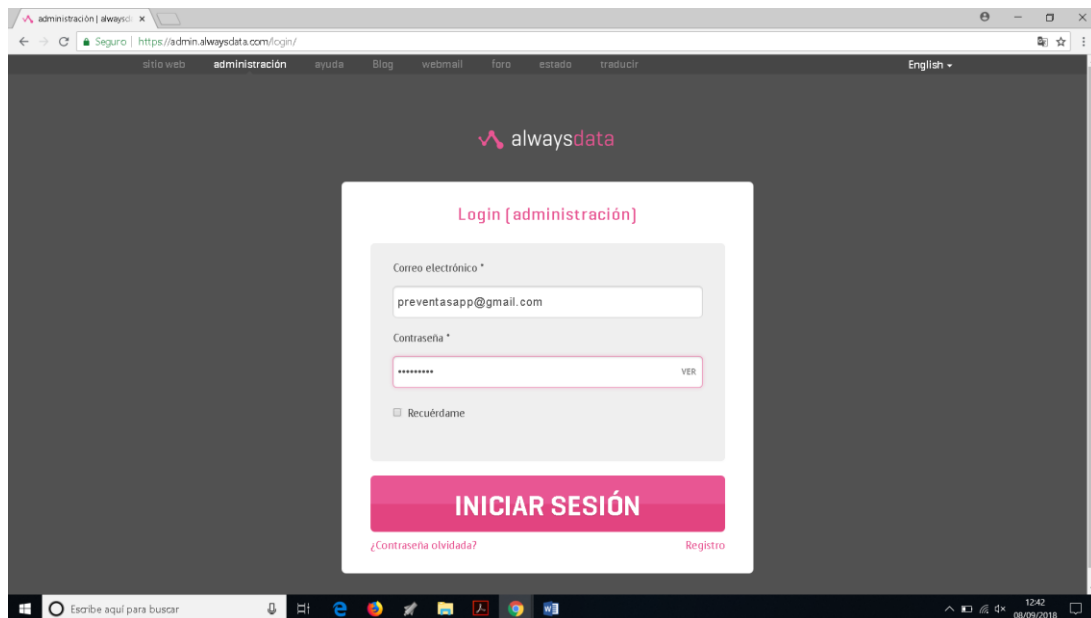 administración | alwaysd
Seguro | https://admin.alwaysdata.com/login/
sitio web administración ayuda Blog webmail foro estado traducir English
alwaysdata
Login (administración)
Correo electrónico *
preventasapp@gmail.com
Contraseña *
••••••••• VER
Recuérdame
INICIAR SESIÓN
¿Contraseña olvidada? Registro
Escribe aquí para buscar
12:42
08/09/2018